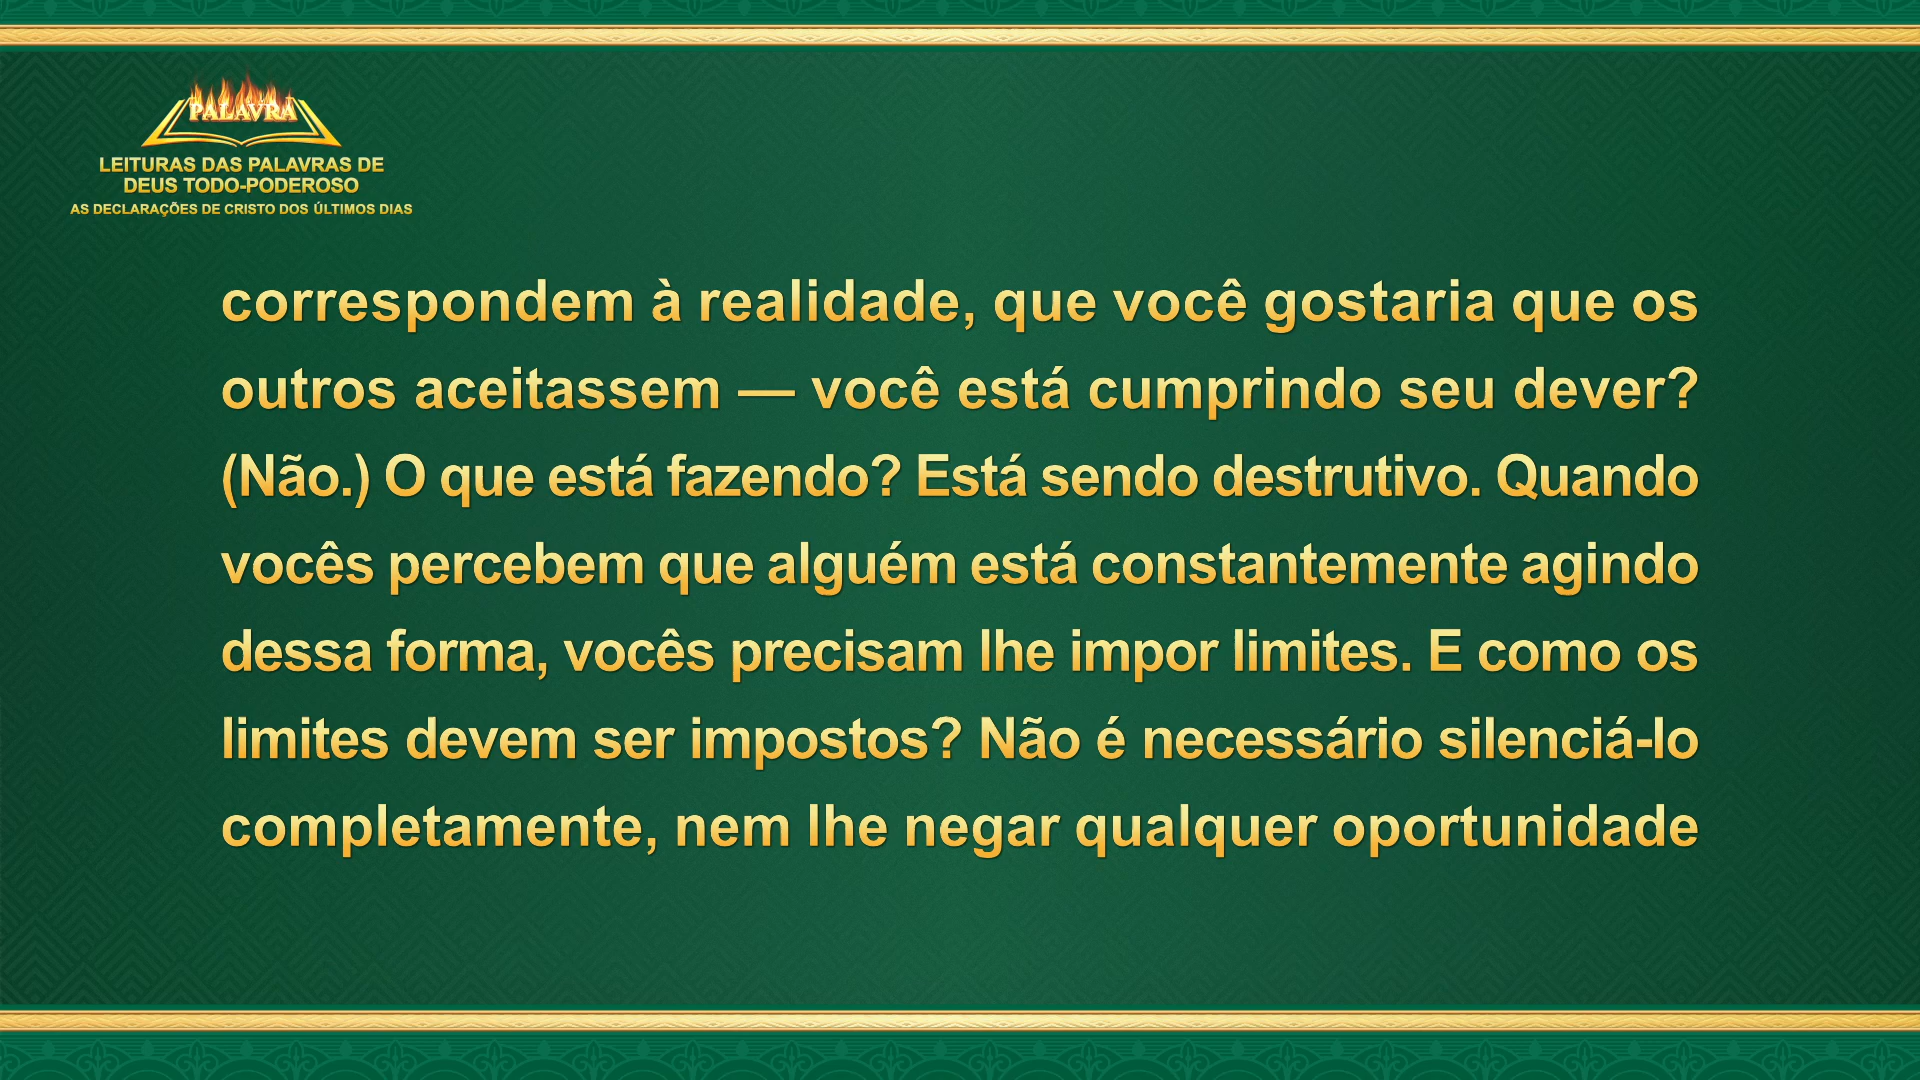 PALAVRA
LEITURAS DAS PALAVRAS DE
DEUS TODO-PODEROSO
AS DECLARAÇÕES DE CRISTO DOS ÚLTIMOS DIAS
correspondem à realidade, que você gostaria que os
outros aceitassem — você está cumprindo seu dever?
(Não.) O que está fazendo? Está sendo destrutivo. Quando
vocês percebem que alguém está constantemente agindo
dessa forma, vocês precisam lhe impor limites. E como os
limites devem ser impostos? Não é necessário silenciá-lo
completamente, nem lhe negar qualquer oportunidade